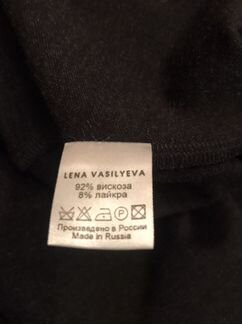 LENA VASILYEVA
92% вискоза
8% лайкра
Произведено в России
Made in Russia